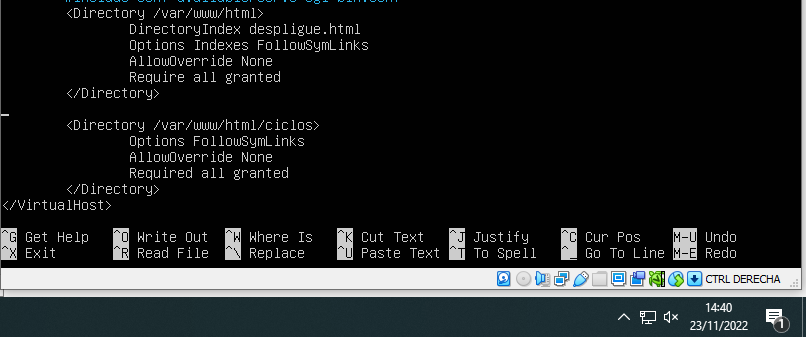 <Directory /var/www/html>
DirectoryIndex despligue.html
Options Indexes FollowSymLinks
AllowOverride None
Require all granted
</Directory>
<Directory /var/www/html/ciclos>
Options FollowSymLinks
AllowOverride None
Required all granted
</Directory>
</VirtualHost>
^G Get Help ^O Write Out ^W Where Is ^K Cut Text ^J Justify ^C Cur Pos M-U Undo
^X Exit ^R Read File ^\ Replace ^U Paste Text ^T To Spell ^_ Go To Line M-E Redo
CTRL DERECHA
14:40
23/11/2022
1